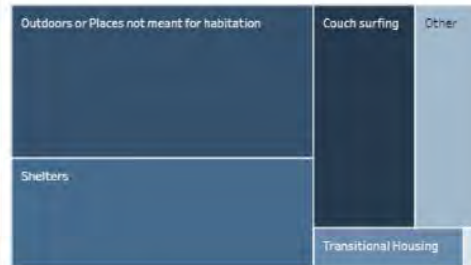 Outdoors or Places not meant for habitation
Couch surfing
Other
Shelters
Transitional Housing